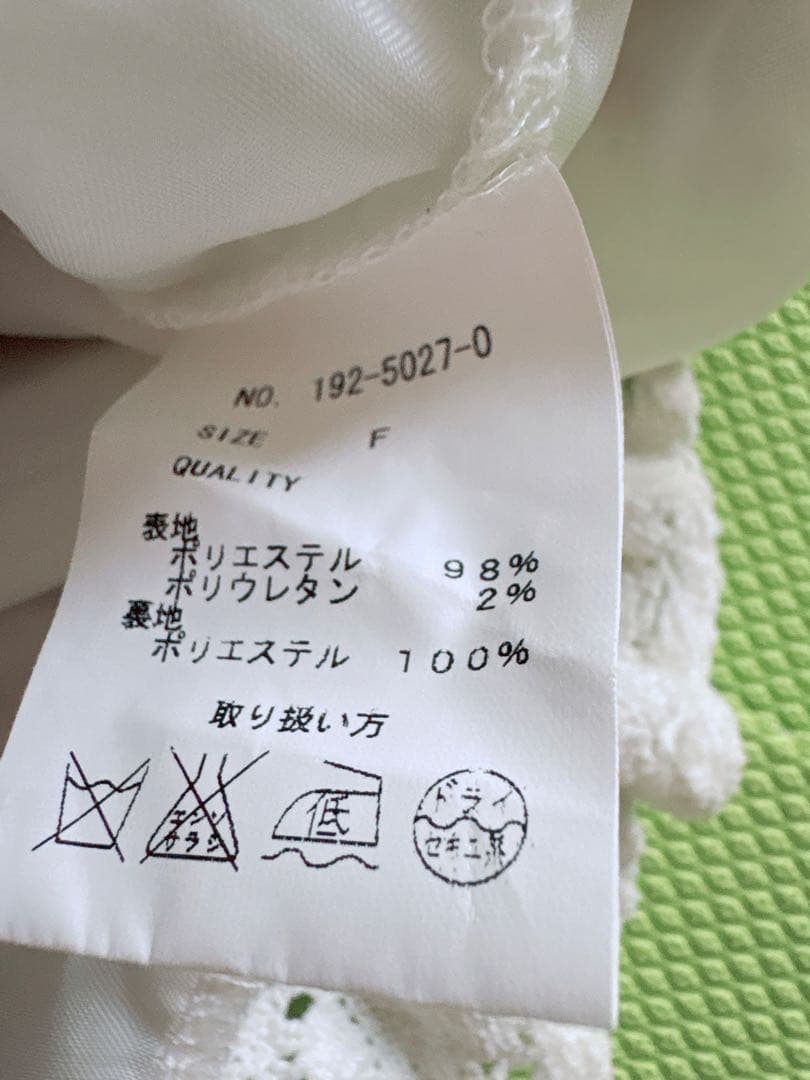 NO. 192-5027-0
SIZE F
QUALITY
表地
ポリエステル 98%
ポリウレタン 2%
裏地
ポリエステル 100%
取り扱い方
エンソ
サラシ
低
ドライ
セキユ系